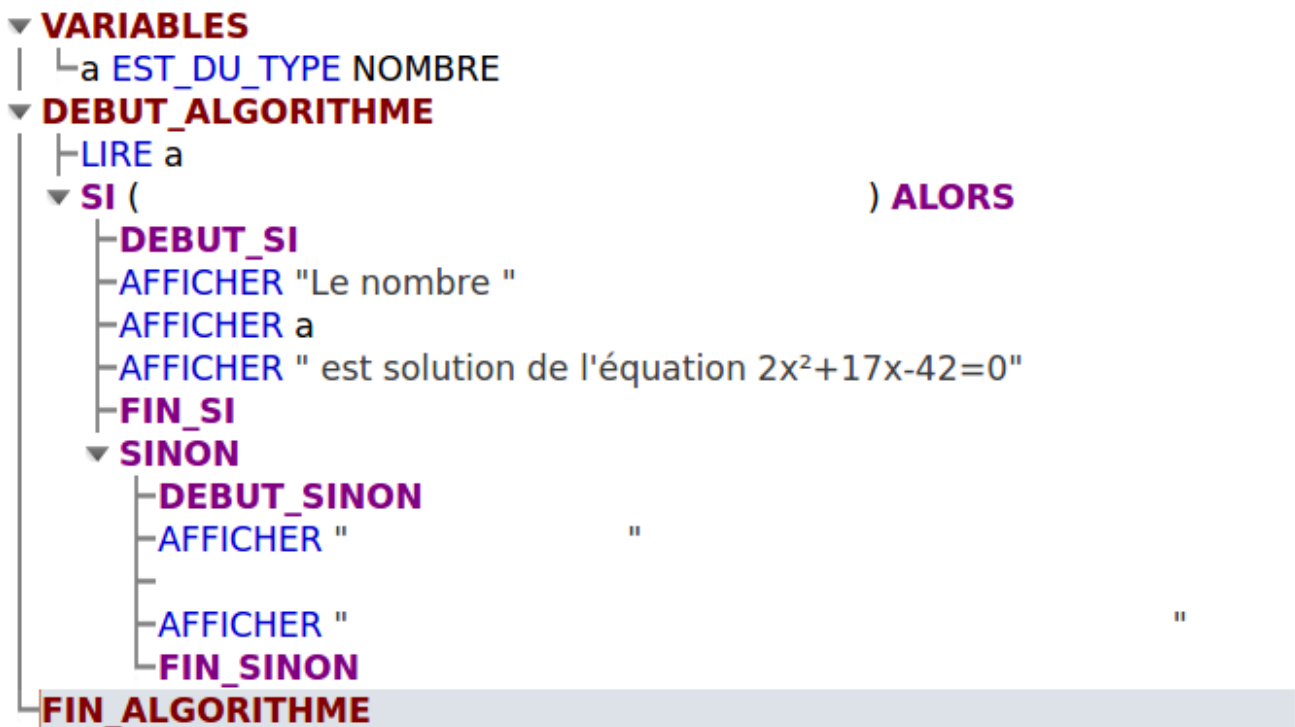 VARIABLES
a EST_DU_TYPE NOMBRE
DEBUT_ALGORITHME
LIRE a
SI ( ) ALORS
DEBUT_SI
AFFICHER "Le nombre "
AFFICHER a
AFFICHER " est solution de l'équation 2x²+17x-42=0"
FIN_SI
SINON
DEBUT_SINON
AFFICHER " "
AFFICHER " "
FIN_SINON
FIN_ALGORITHME